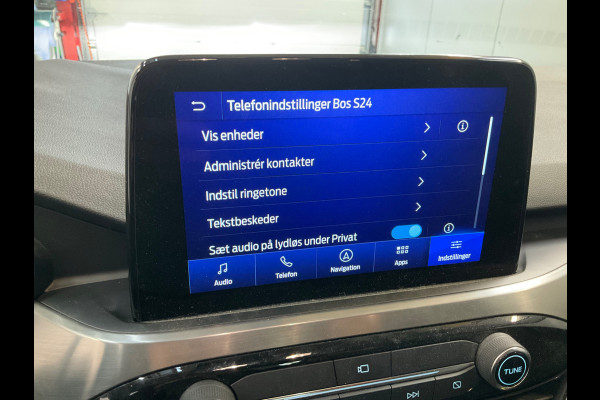 Telefonindstillinger Bos S24
Vis enheder
Administrér kontakter
Indstil ringetone
Tekstbeskeder
Sæt audio på lydløs under Privat
Audio
Telefon
Navigation
Apps
Indstillinger
TUNE